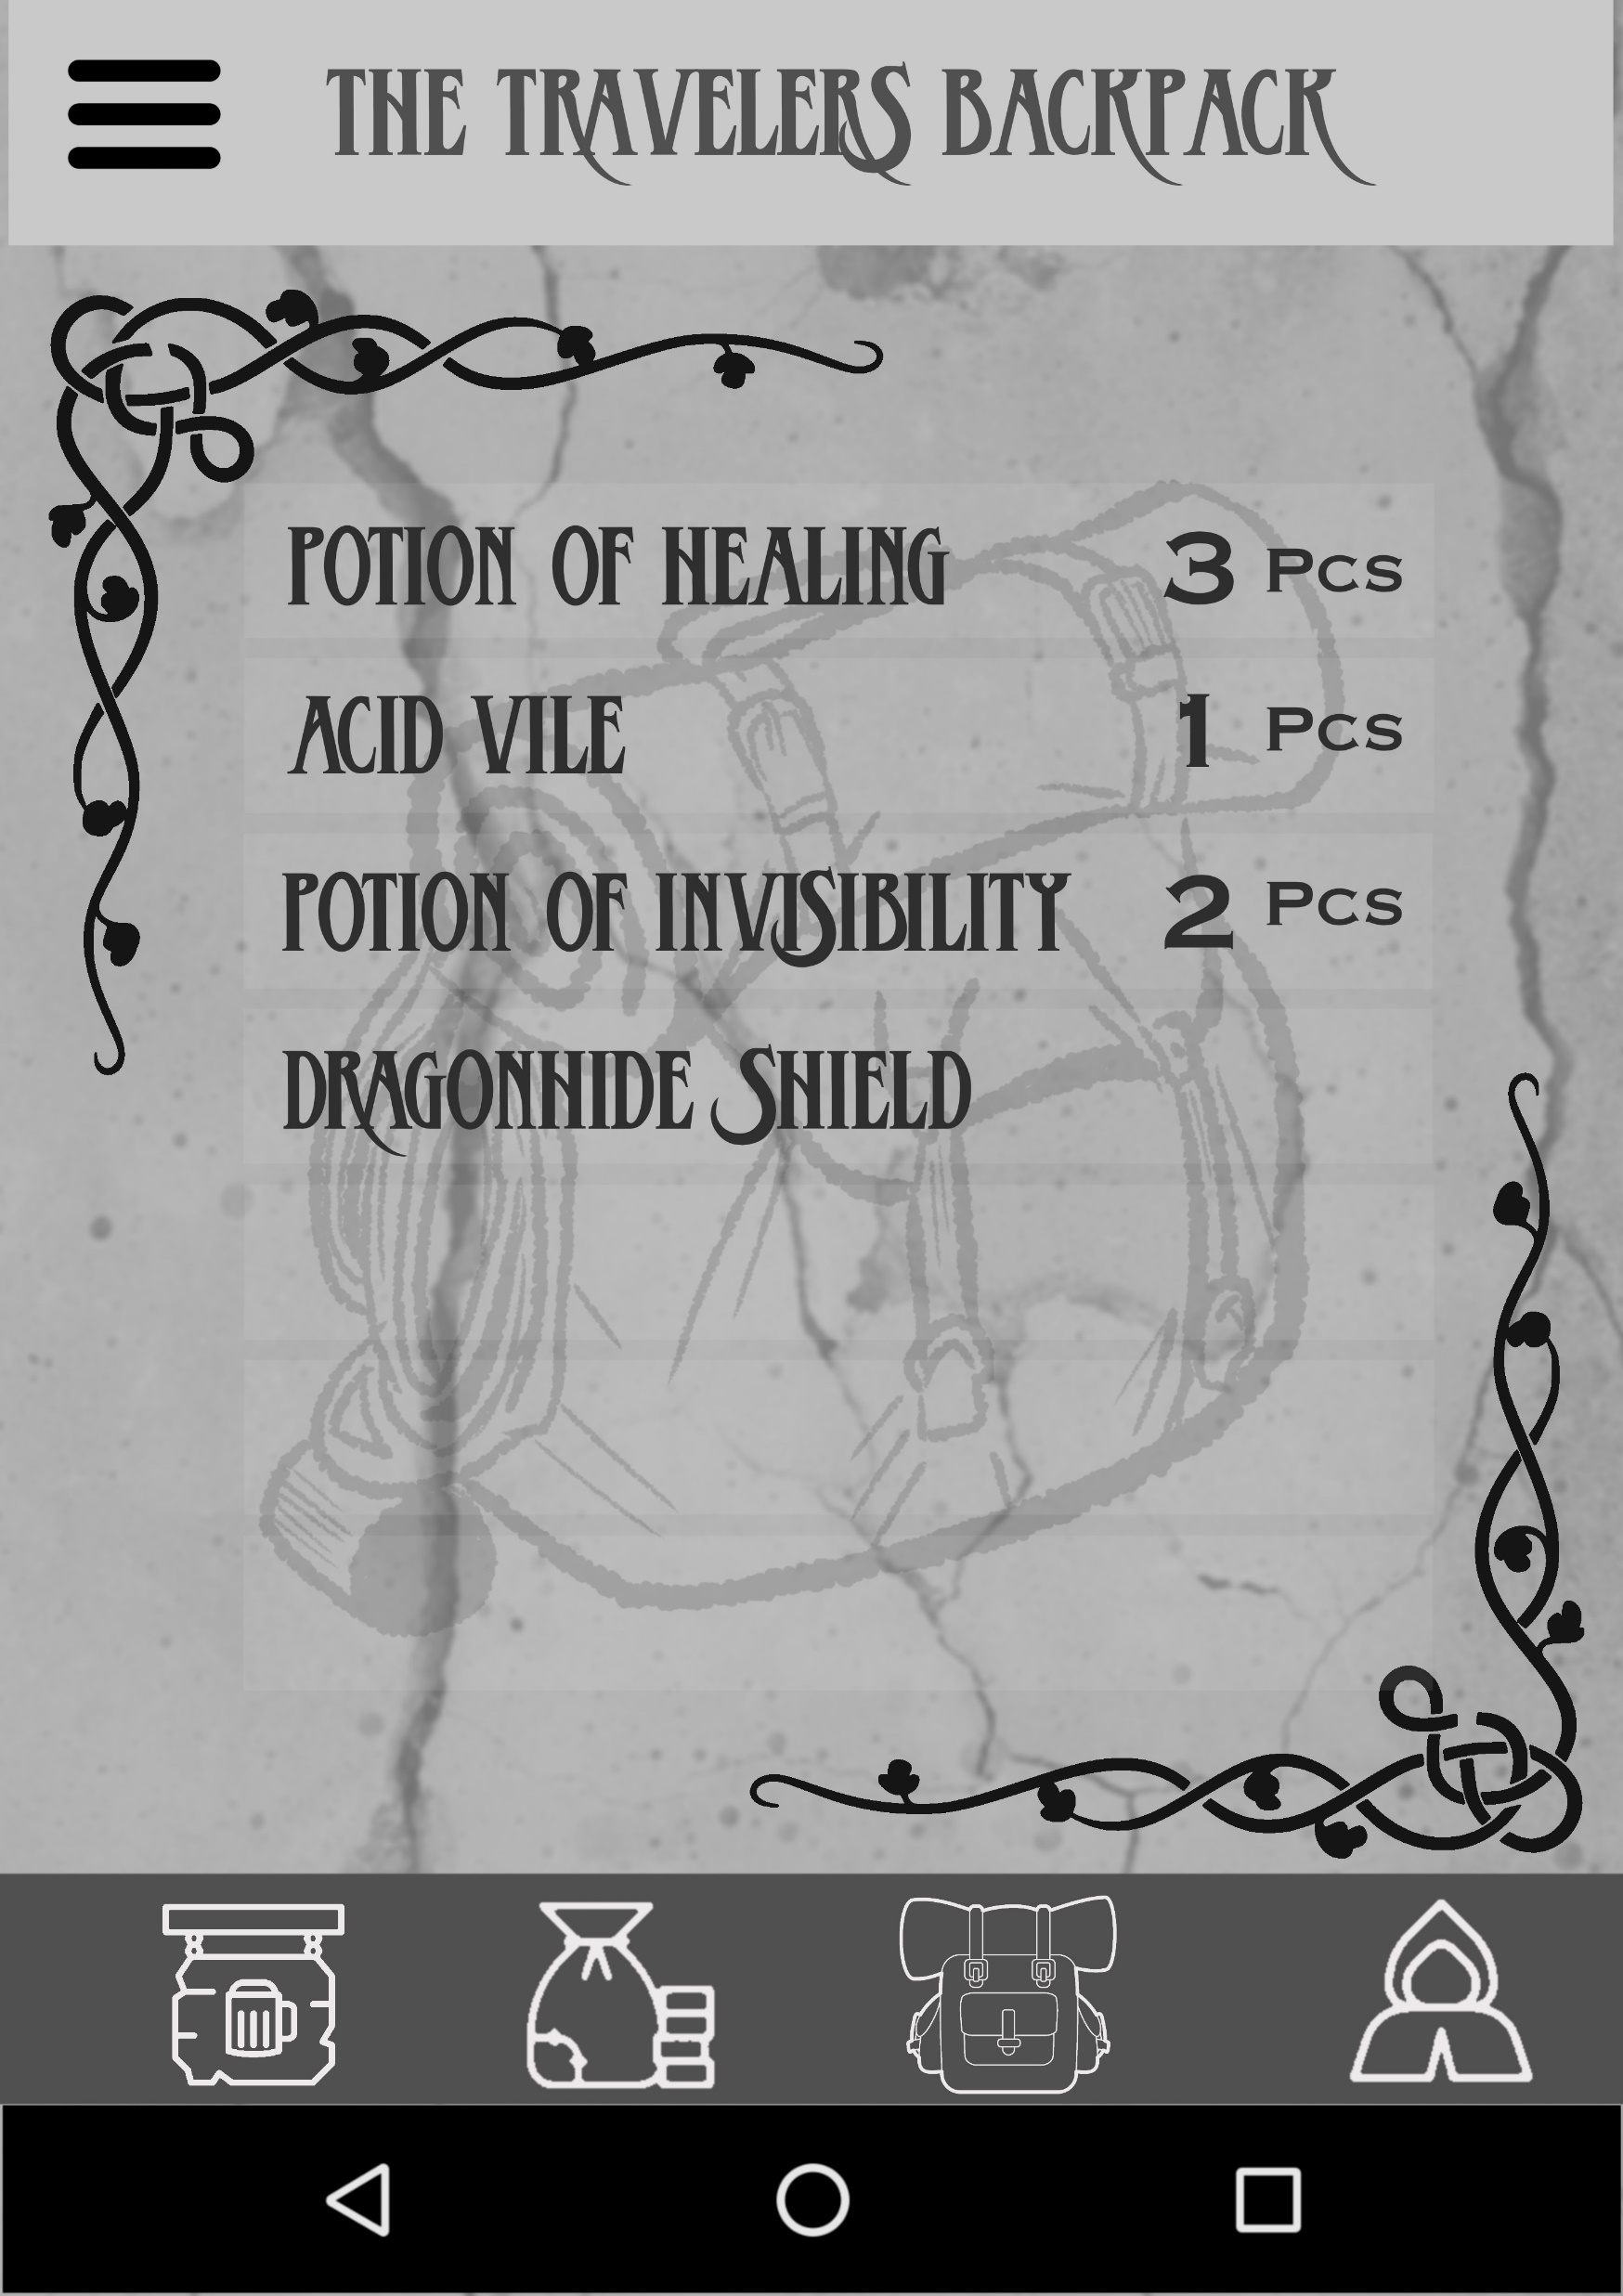 THE TRAVELERS BACKPACK
POTION OF HEALING 3 PCS
ACID VILE 1 PCS
POTION OF INVISIBILITY 2 PCS
DRAGONHIDE SHIELD